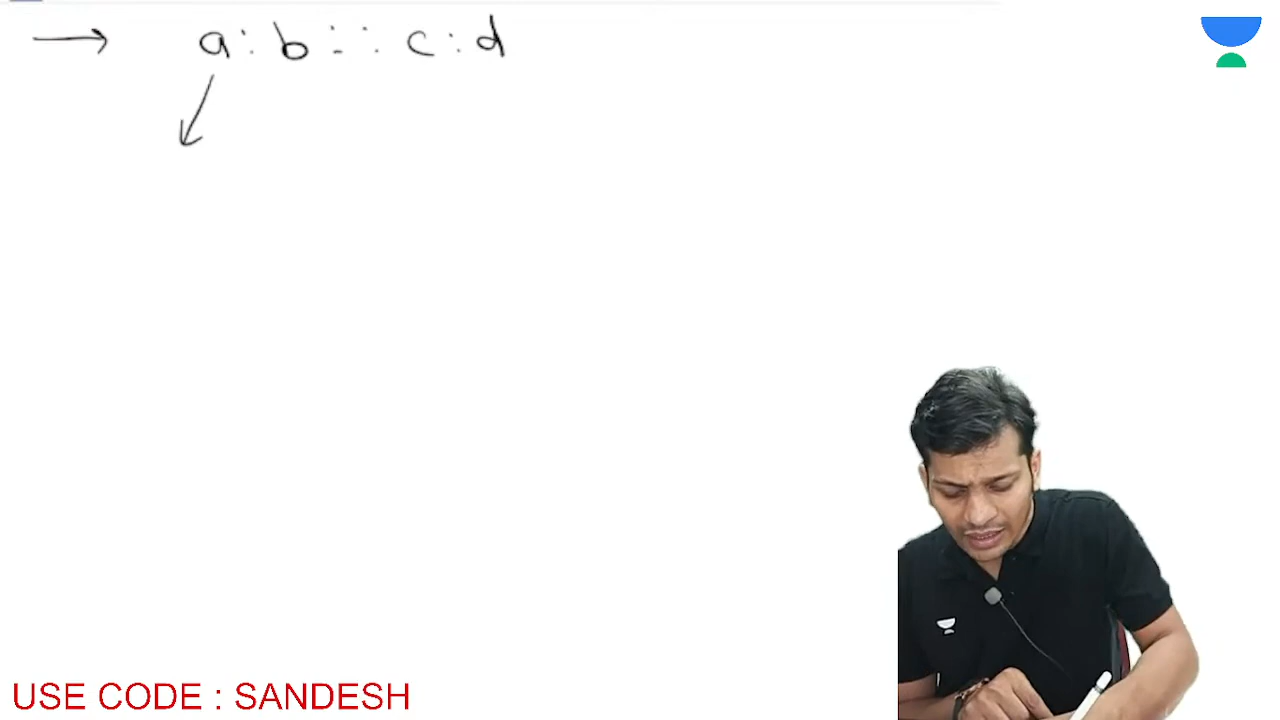 → a : b :: c : d
USE CODE : SANDESH